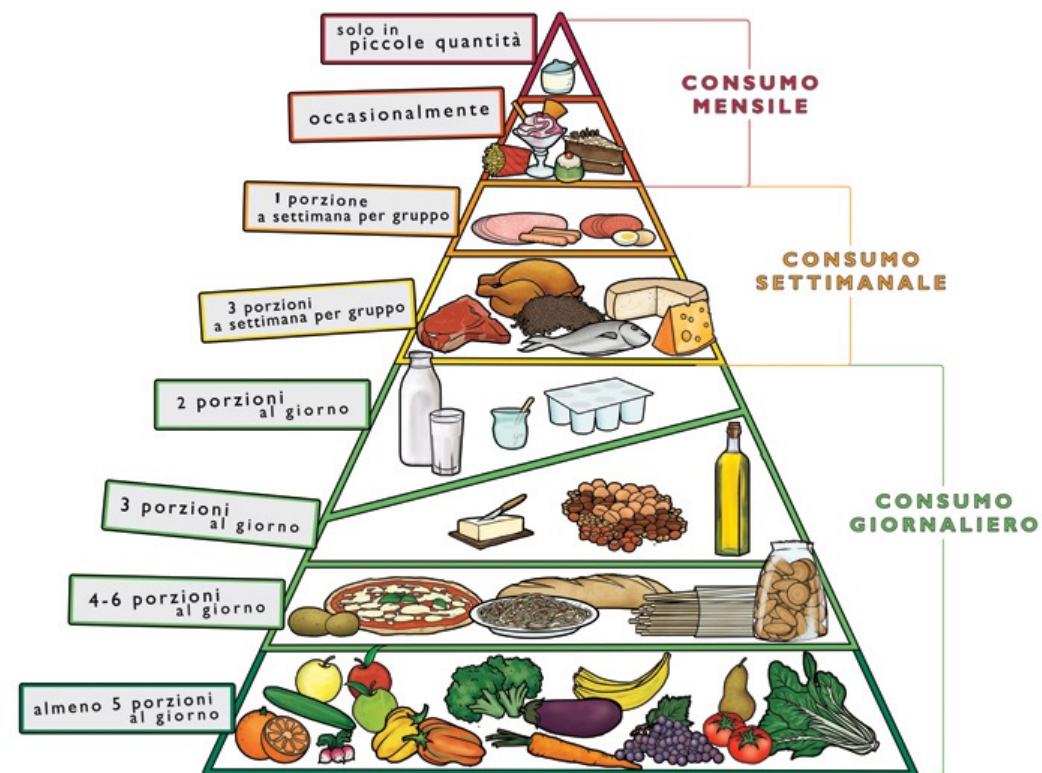 solo in
piccole quantità
CONSUMO
MENSILE
occasionalmente
1 porzione
a settimana per gruppo
CONSUMO
SETTIMANALE
3 porzioni
a settimana per gruppo
2 porzioni
al giorno
3 porzioni
al giorno
CONSUMO
GIORNALIERO
4-6 porzioni
al giorno
almeno 5 porzioni
al giorno